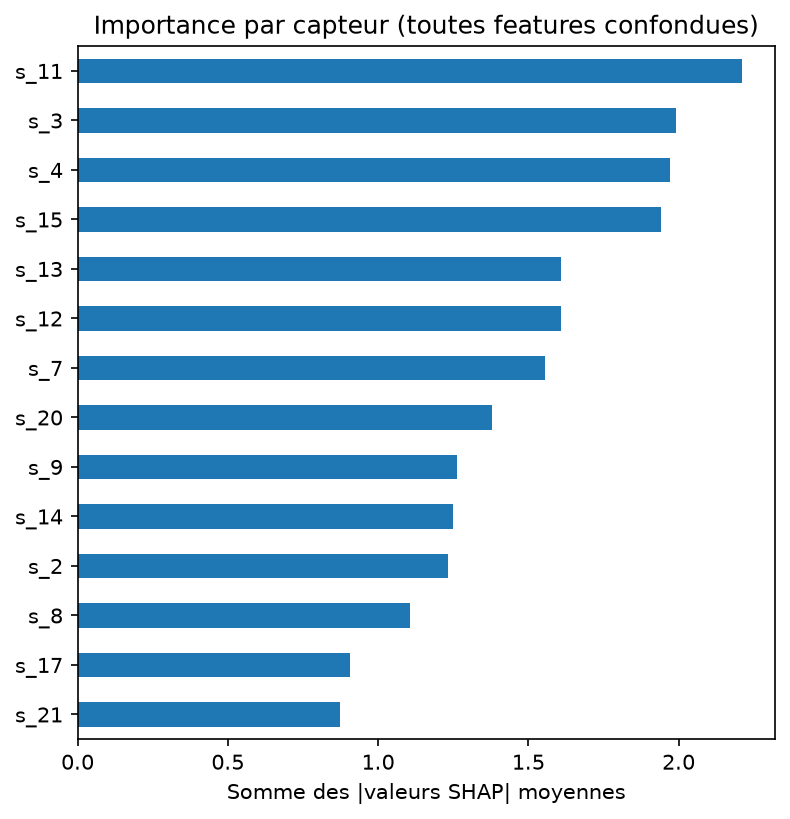 Importance par capteur (toutes features confondues)
s_11
s_3
s_4
s_15
s_13
s_12
s_7
s_20
s_9
s_14
s_2
s_8
s_17
s_21
0.0 0.5 1.0 1.5 2.0
Somme des |valeurs SHAP| moyennes